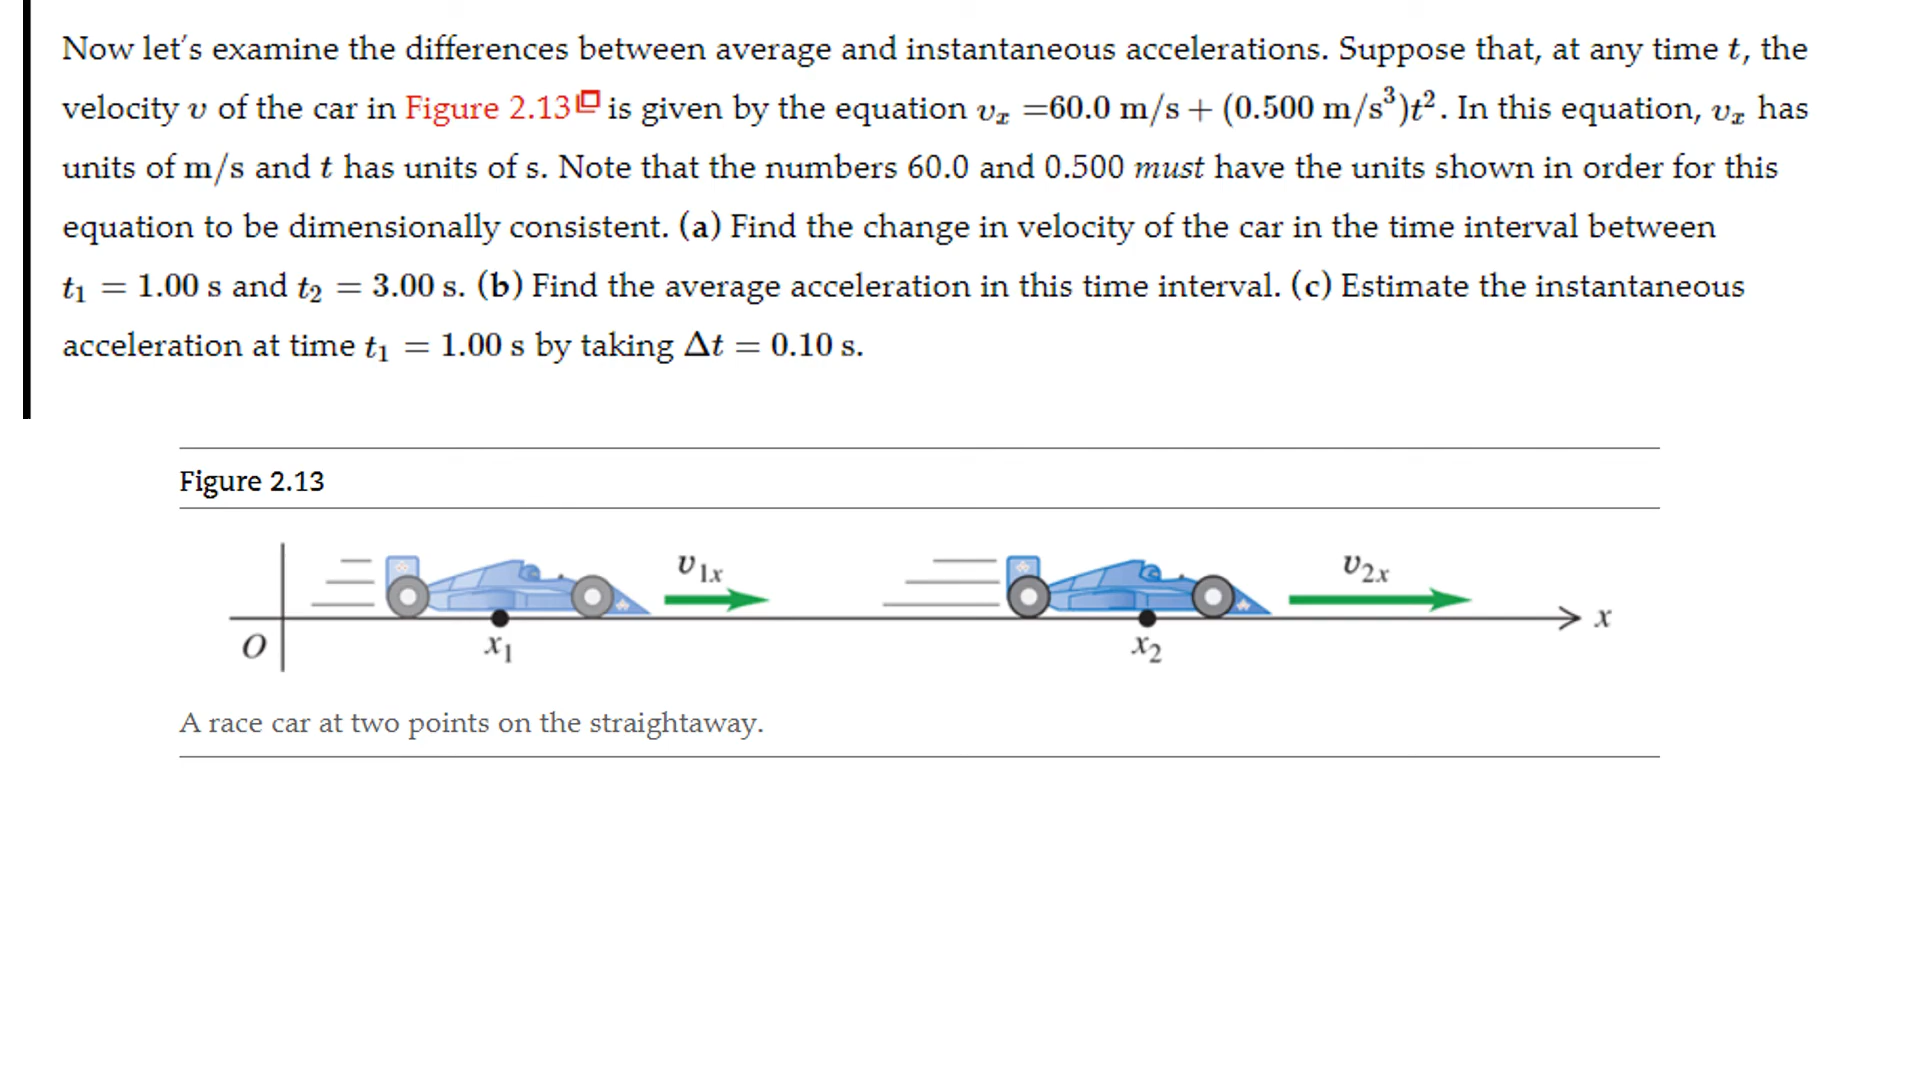 Now let's examine the differences between average and instantaneous accelerations. Suppose that, at any time t, the
velocity v of the car in Figure 2.13 is given by the equation vₓ =60.0 m/s + (0.500 m/s³)t². In this equation, vₓ has
units of m/s and t has units of s. Note that the numbers 60.0 and 0.500 must have the units shown in order for this
equation to be dimensionally consistent. (a) Find the change in velocity of the car in the time interval between
t₁ = 1.00 s and t₂ = 3.00 s. (b) Find the average acceleration in this time interval. (c) Estimate the instantaneous
acceleration at time t₁ = 1.00 s by taking Δt = 0.10 s.
Figure 2.13
v₁ₓ
v₂ₓ
x
O
x₁
x₂
A race car at two points on the straightaway.